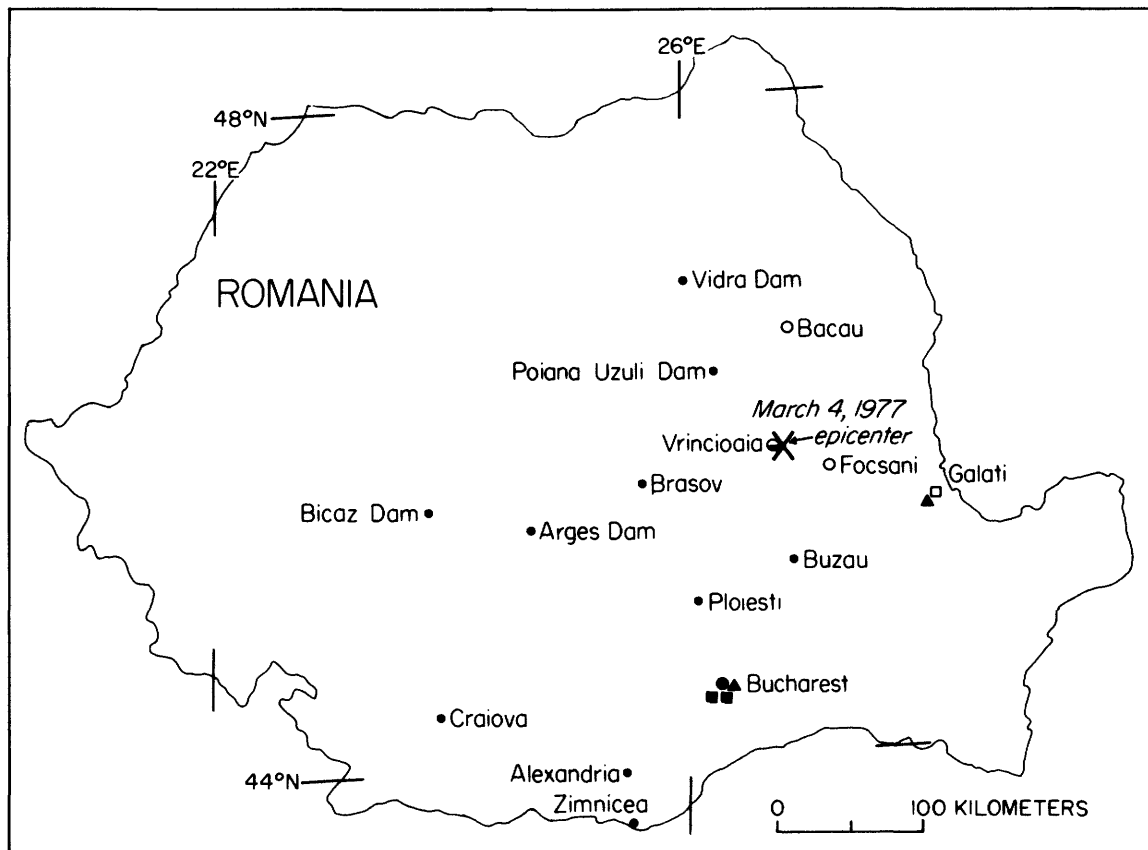 26°E
48°N
22°E
ROMANIA
Vidra Dam
Bacau
Poiana Uzuli Dam
March 4, 1977
epicenter
Vrincioaia
Focsani
Galati
Brasov
Bicaz Dam
Arges Dam
Buzau
Ploiesti
Bucharest
Craiova
44°N
Alexandria
Zimnicea
0 100 KILOMETERS